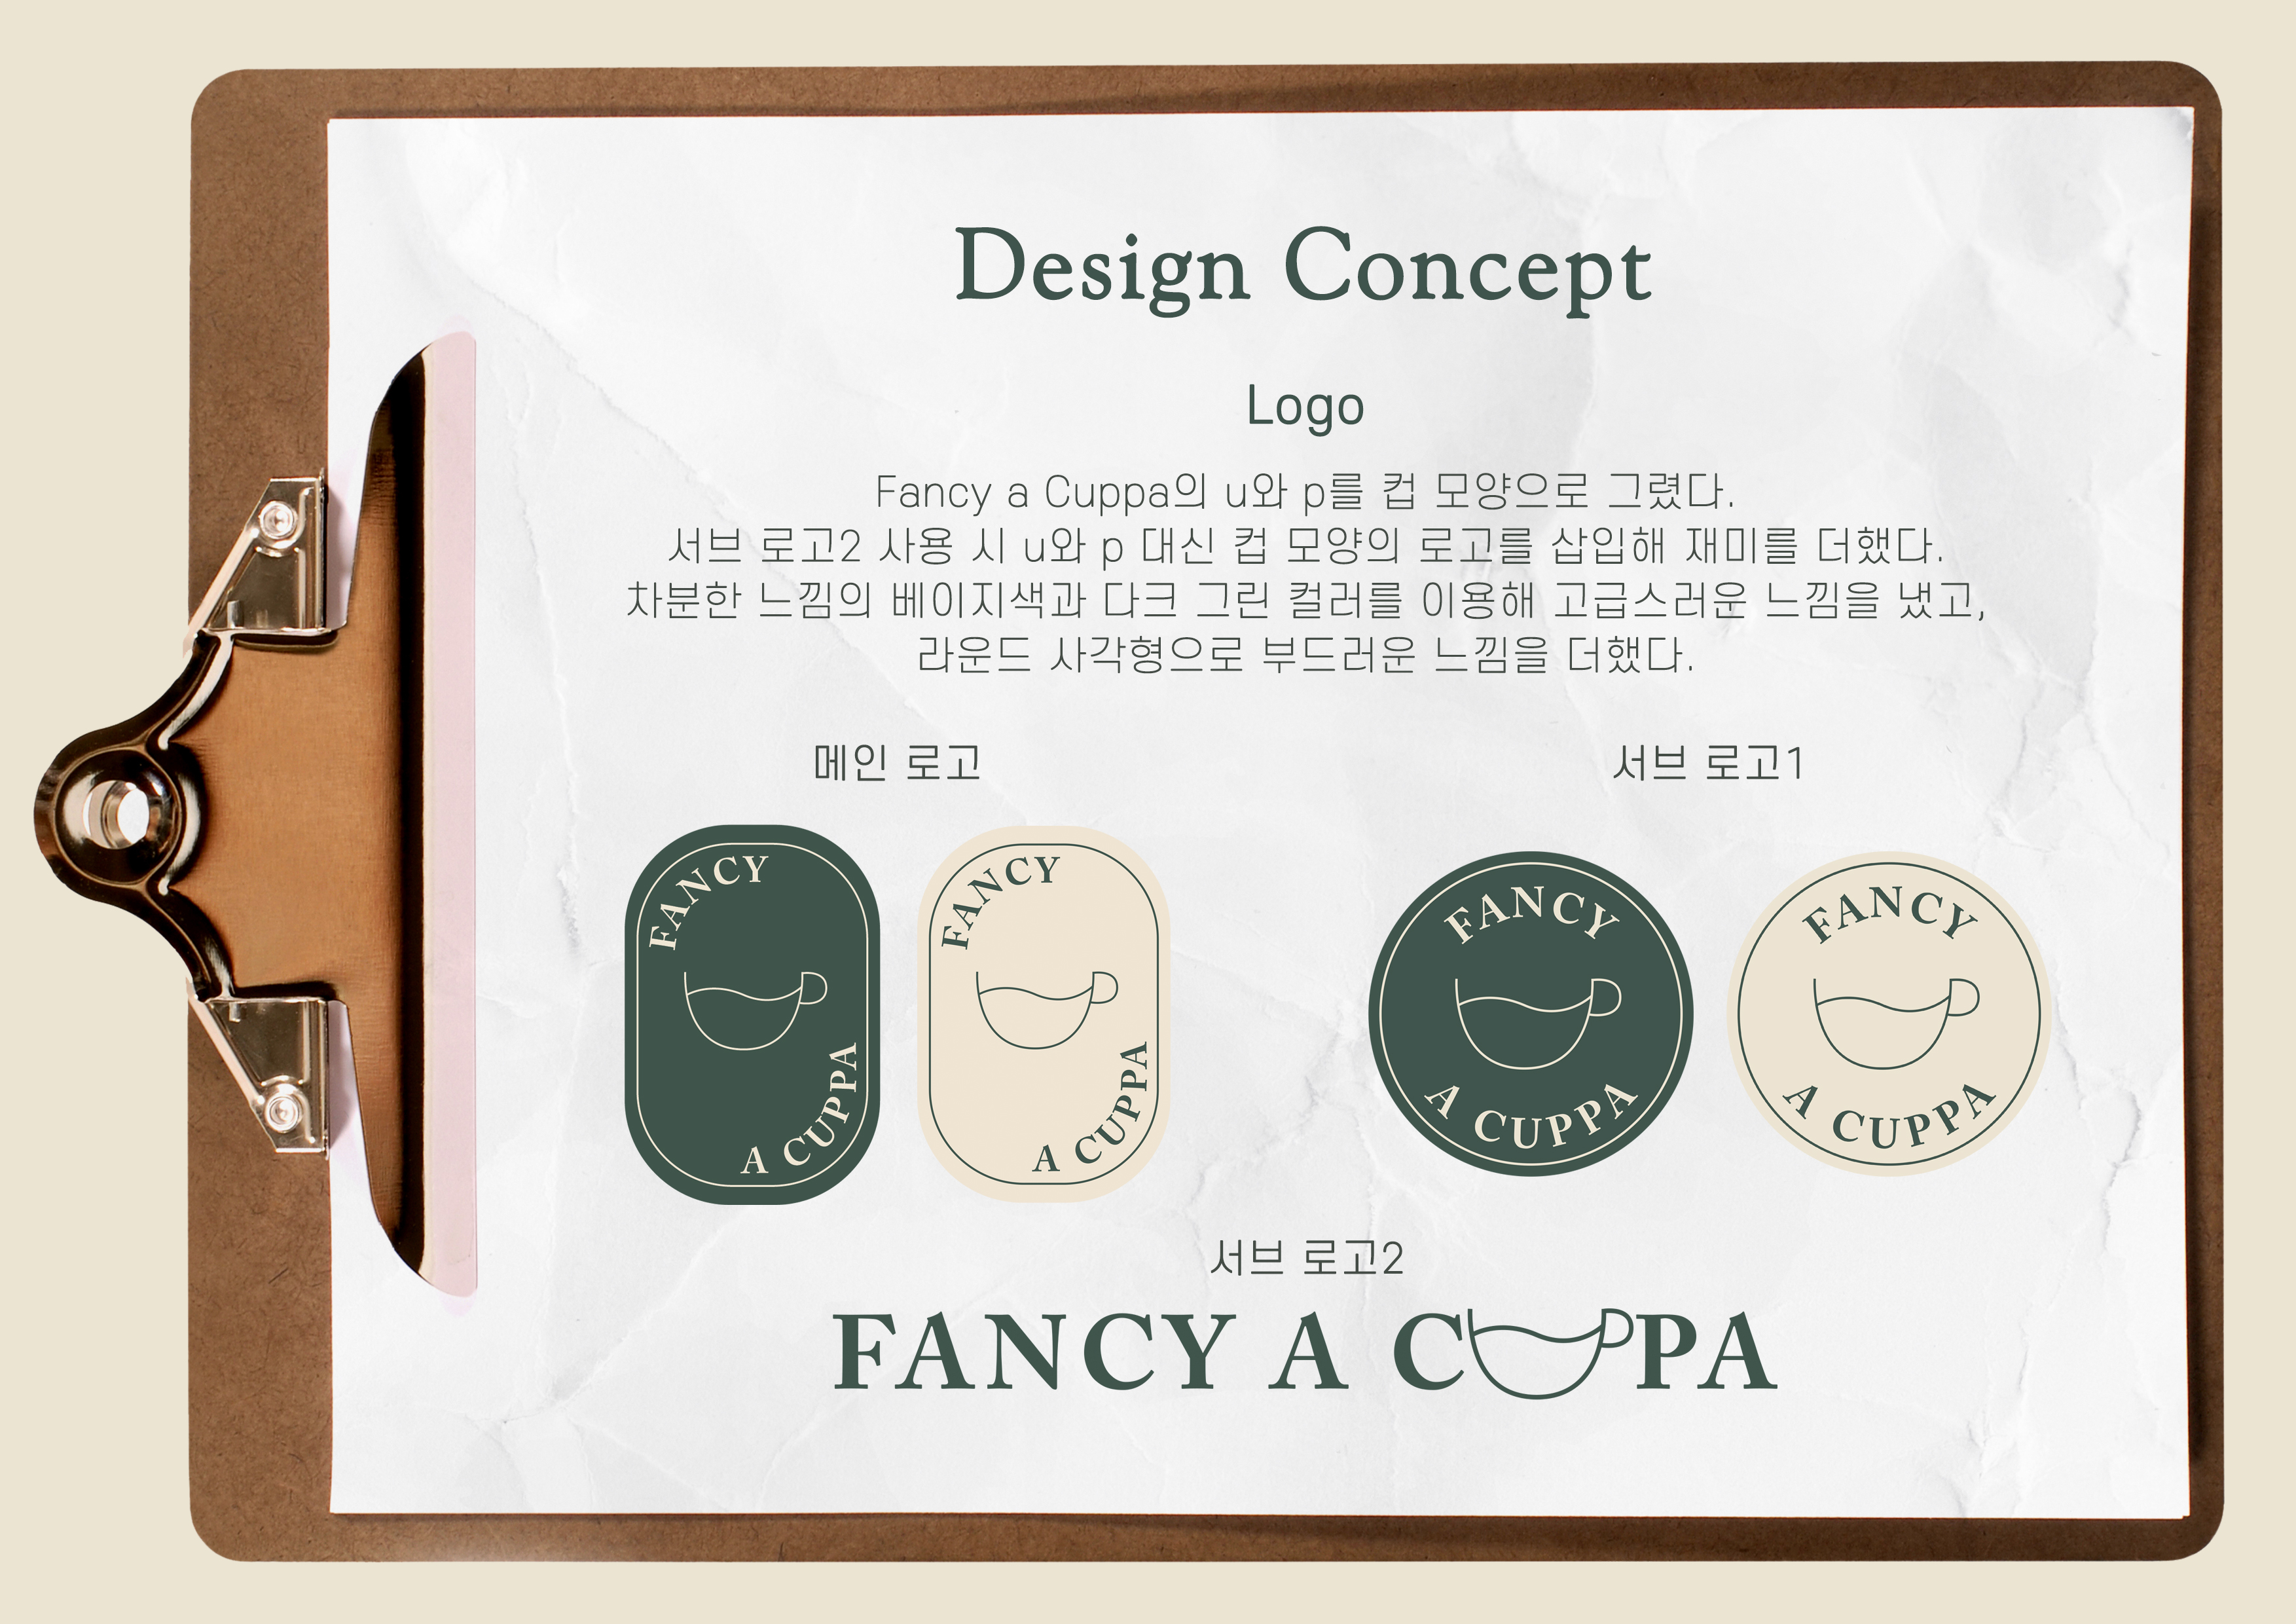 Design Concept
Logo
Fancy a Cuppa의 u와 p를 컵 모양으로 그렸다.
서브 로고2 사용 시 u와 p 대신 컵 모양의 로고를 삽입해 재미를 더했다.
차분한 느낌의 베이지색과 다크 그린 컬러를 이용해 고급스러운 느낌을 냈고,
라운드 사각형으로 부드러운 느낌을 더했다.
메인 로고
서브 로고1
FANCY
A CUPPA
FANCY
A CUPPA
FANCY
A CUPPA
FANCY
A CUPPA
서브 로고2
FANCY A CUPPA